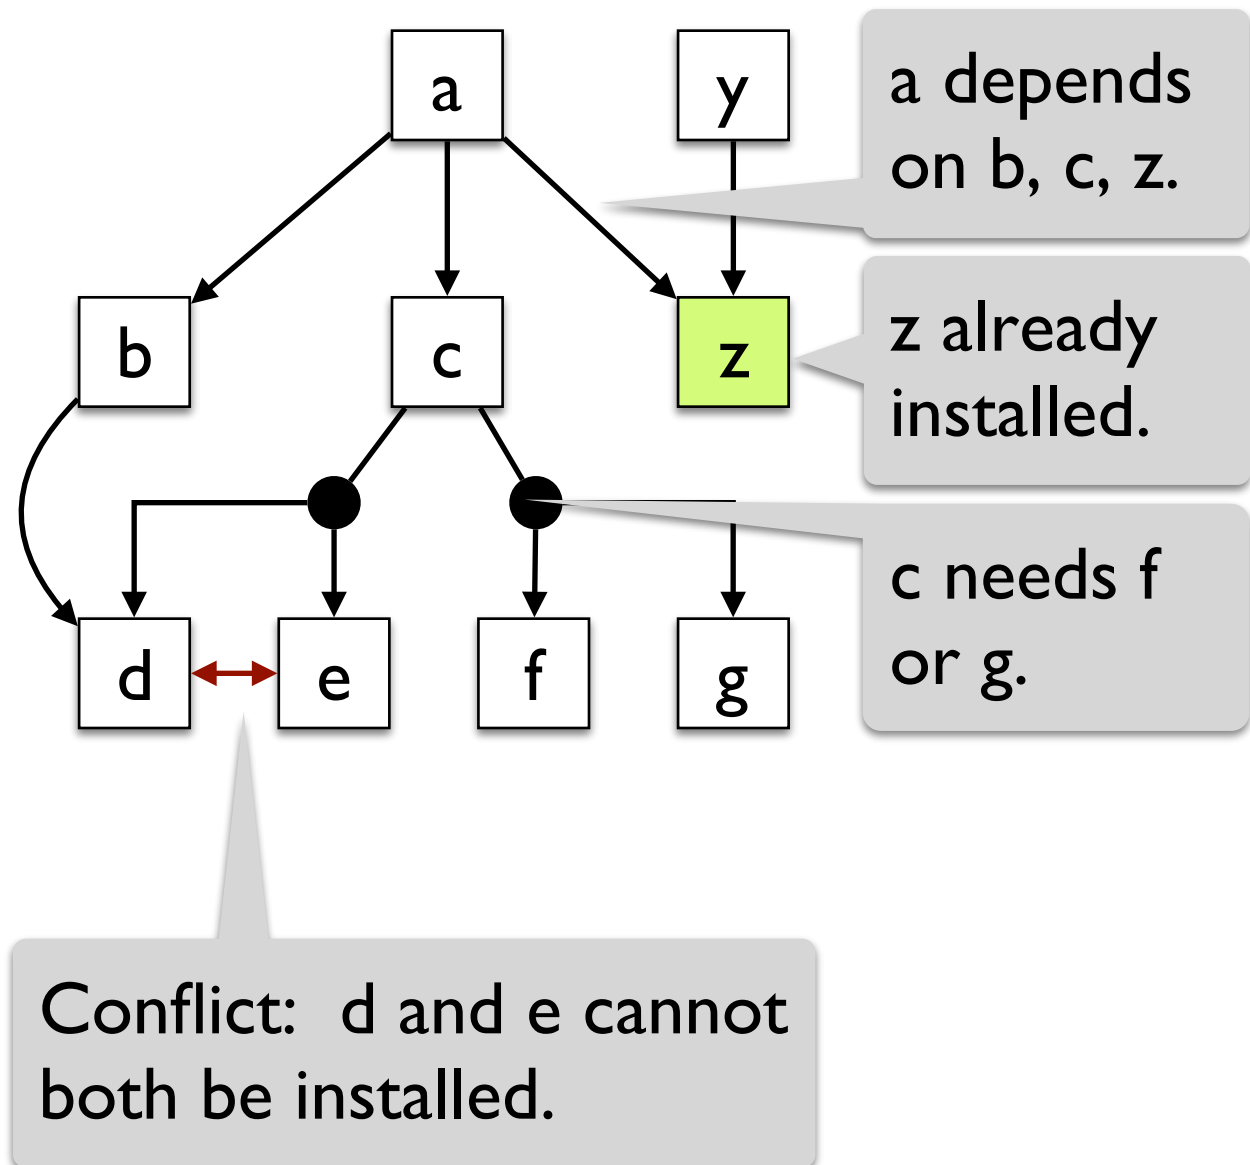 a
y
a depends
on b, c, z.
b
c
z
z already
installed.
c needs f
or g.
d
e
f
g
Conflict: d and e cannot
both be installed.